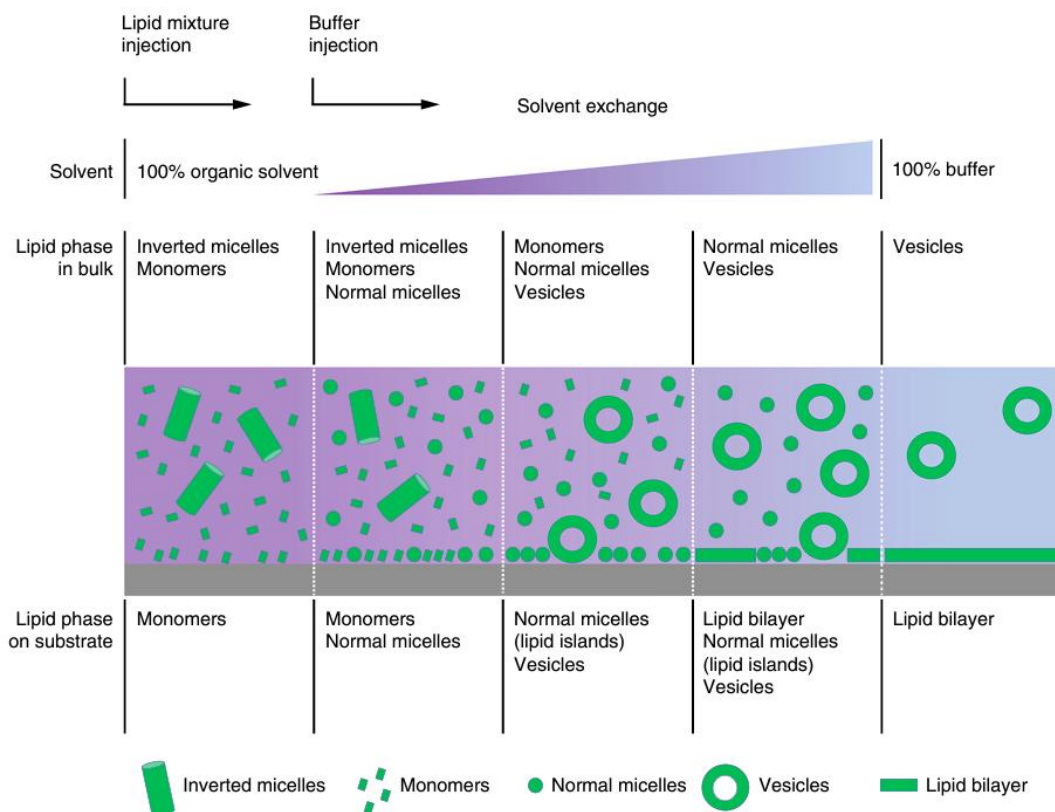 Lipid mixture
injection
Buffer
injection
Solvent exchange
Solvent
100% organic solvent
100% buffer
Lipid phase
in bulk
Inverted micelles
Monomers
Inverted micelles
Monomers
Normal micelles
Monomers
Normal micelles
Vesicles
Normal micelles
Vesicles
Vesicles
Lipid phase
on substrate
Monomers
Monomers
Normal micelles
Normal micelles
(lipid islands)
Vesicles
Lipid bilayer
Normal micelles
(lipid islands)
Vesicles
Lipid bilayer
Inverted micelles
Monomers
Normal micelles
Vesicles
Lipid bilayer